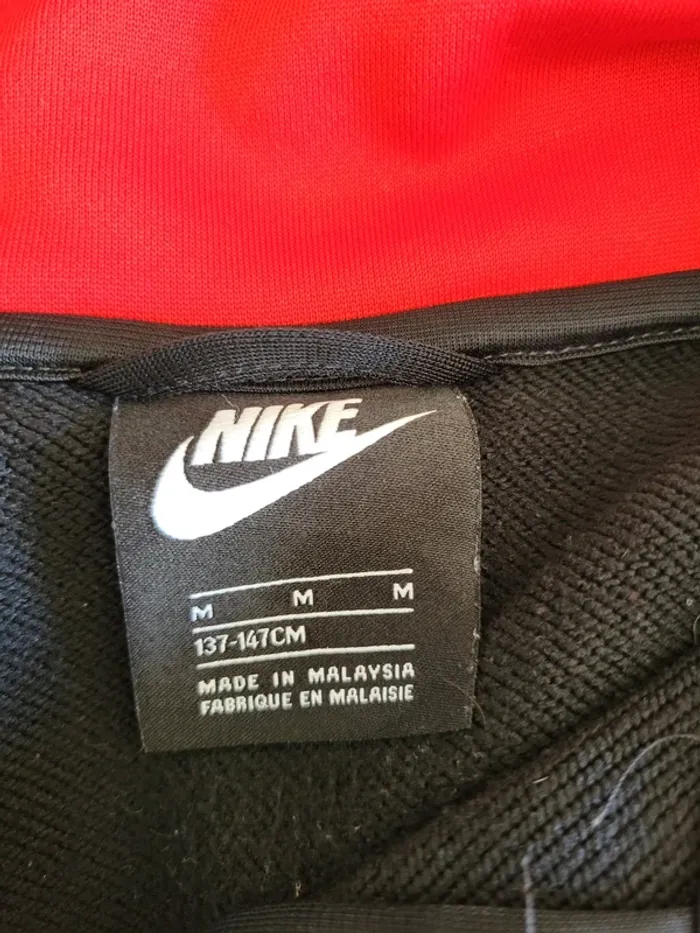 NIKE
M M M
137-147CM
MADE IN MALAYSIA
FABRIQUE EN MALAISIE